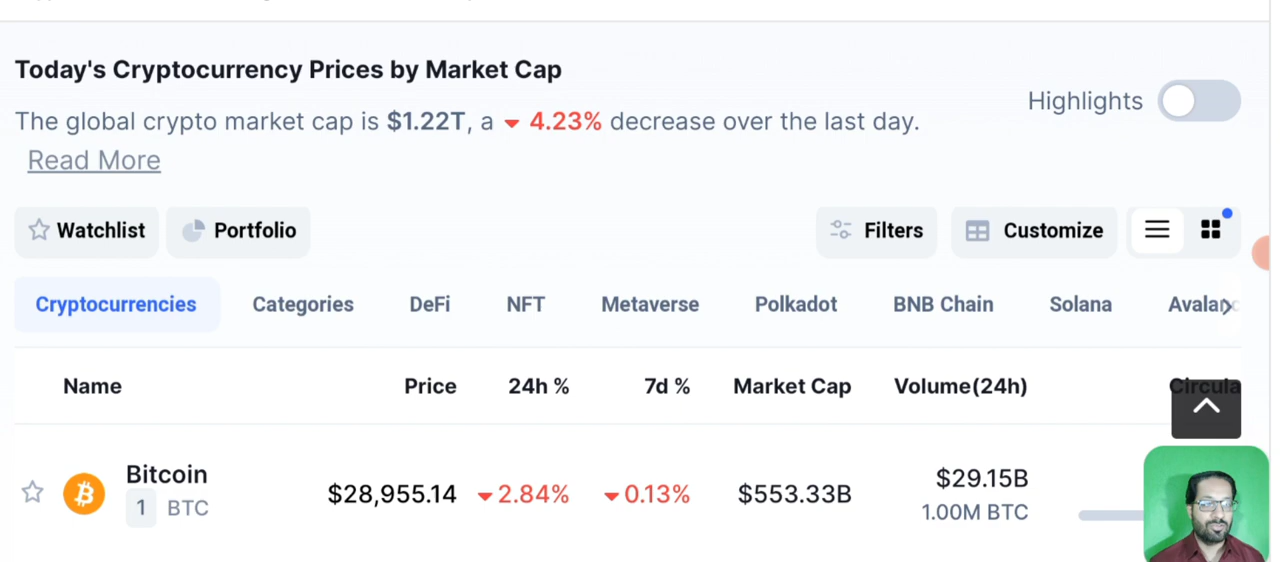 Today's Cryptocurrency Prices by Market Cap
The global crypto market cap is $1.22T, a 4.23% decrease over the last day.
Read More
Highlights
Watchlist Portfolio Filters Customize
Cryptocurrencies Categories DeFi NFT Metaverse Polkadot BNB Chain Solana
Name Price 24h % 7d % Market Cap Volume(24h)
Bitcoin
1 BTC
$28,955.14 2.84% 0.13% $553.33B
$29.15B
1.00M BTC